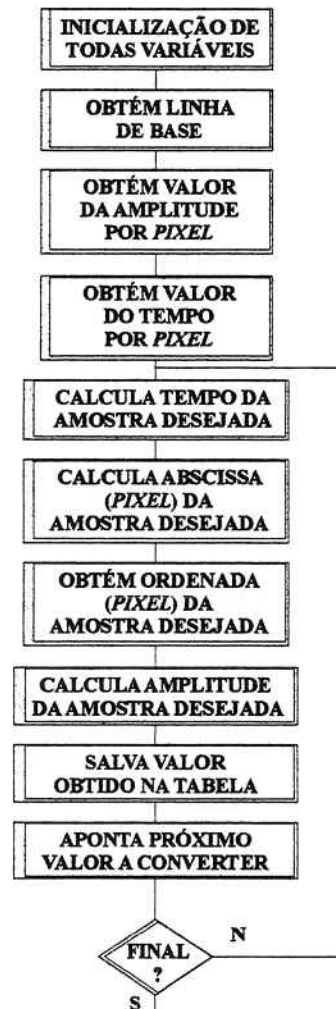 INICIALIZAÇÃO DE
TODAS VARIÁVEIS
OBTÉM LINHA
DE BASE
OBTÉM VALOR
DA AMPLITUDE
POR PIXEL
OBTÉM VALOR
DO TEMPO
POR PIXEL
CALCULA TEMPO DA
AMOSTRA DESEJADA
CALCULA ABSCISSA
(PIXEL) DA
AMOSTRA DESEJADA
OBTÉM ORDENADA
(PIXEL) DA
AMOSTRA DESEJADA
CALCULA AMPLITUDE
DA AMOSTRA DESEJADA
SALVA VALOR
OBTIDO NA TABELA
APONTA PRÓXIMO
VALOR A CONVERTER
N
FINAL
?
S